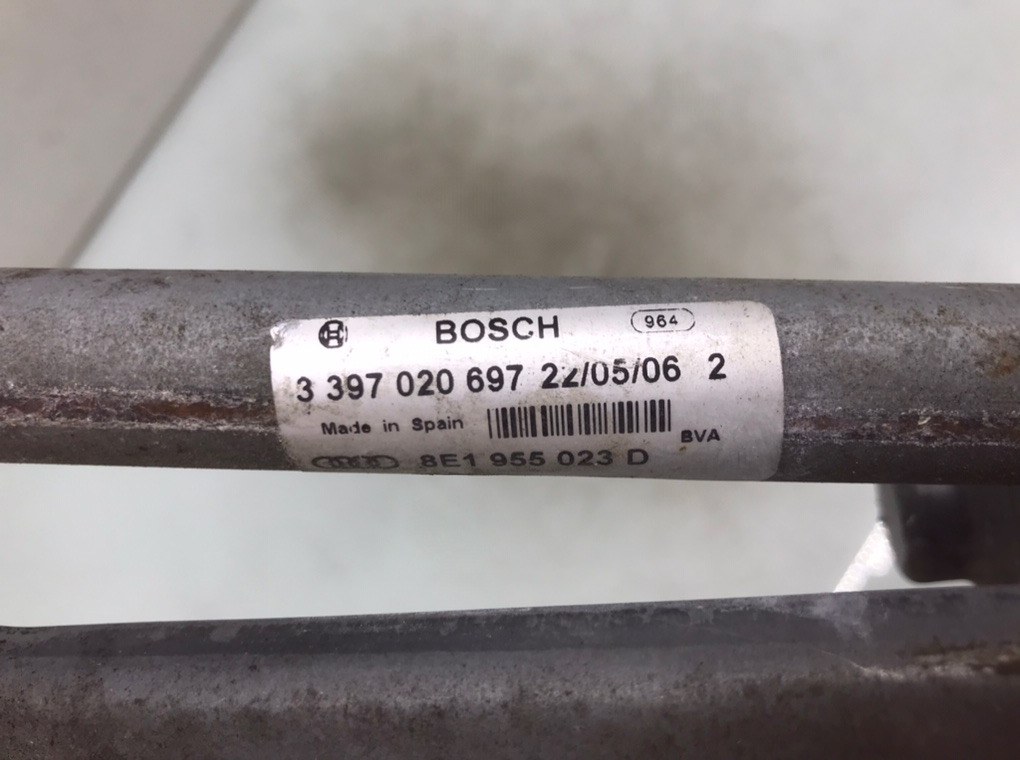 BOSCH 964
3 397 020 697 22/05/06 2
Made in Spain
BVA
8E1 955 023 D